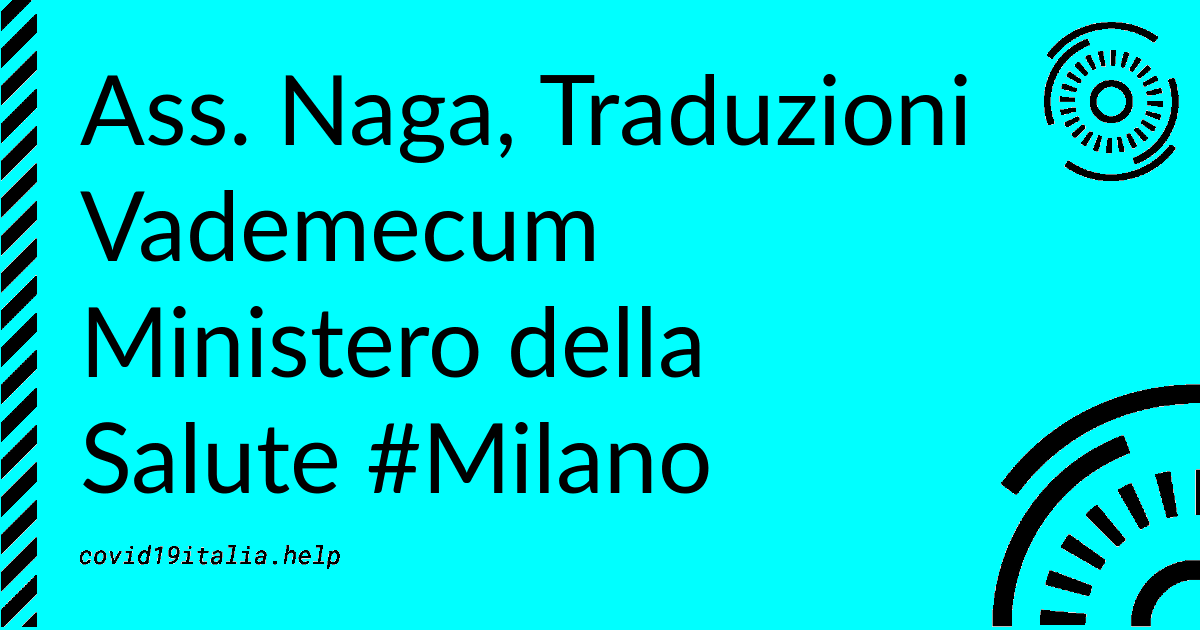 Ass. Naga, Traduzioni
Vademecum
Ministero della
Salute #Milano
covid19italia.help